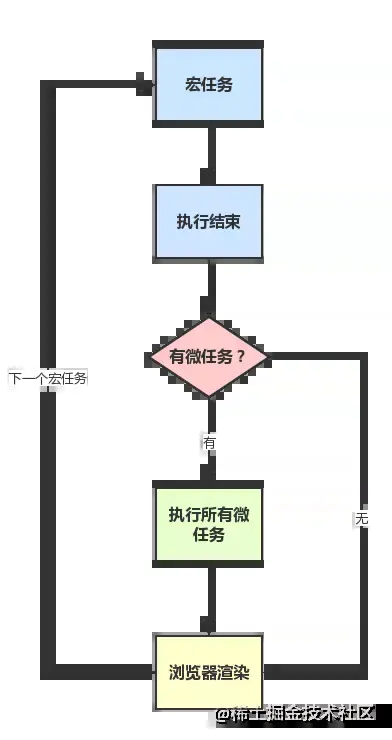 宏任务
执行结束
有微任务？
下一个宏任务
有
执行所有微
任务
无
浏览器渲染
@稀土掘金技术社区